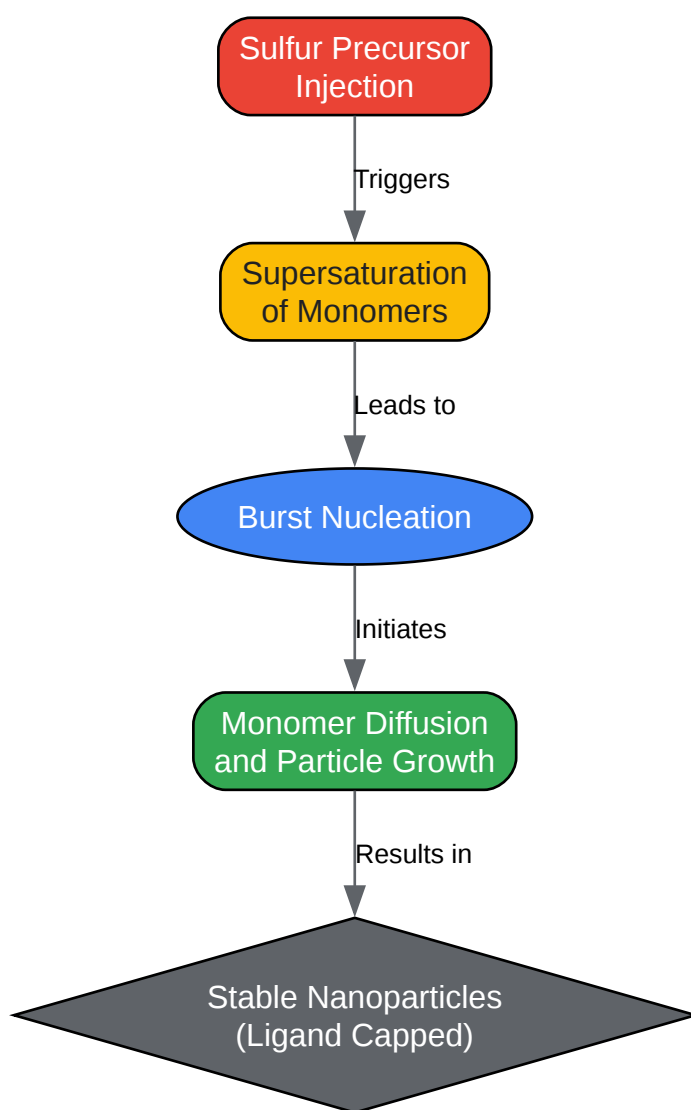 Sulfur Precursor
Injection
Triggers
Supersaturation
of Monomers
Leads to
Burst Nucleation
Initiates
Monomer Diffusion
and Particle Growth
Results in
Stable Nanoparticles
(Ligand Capped)